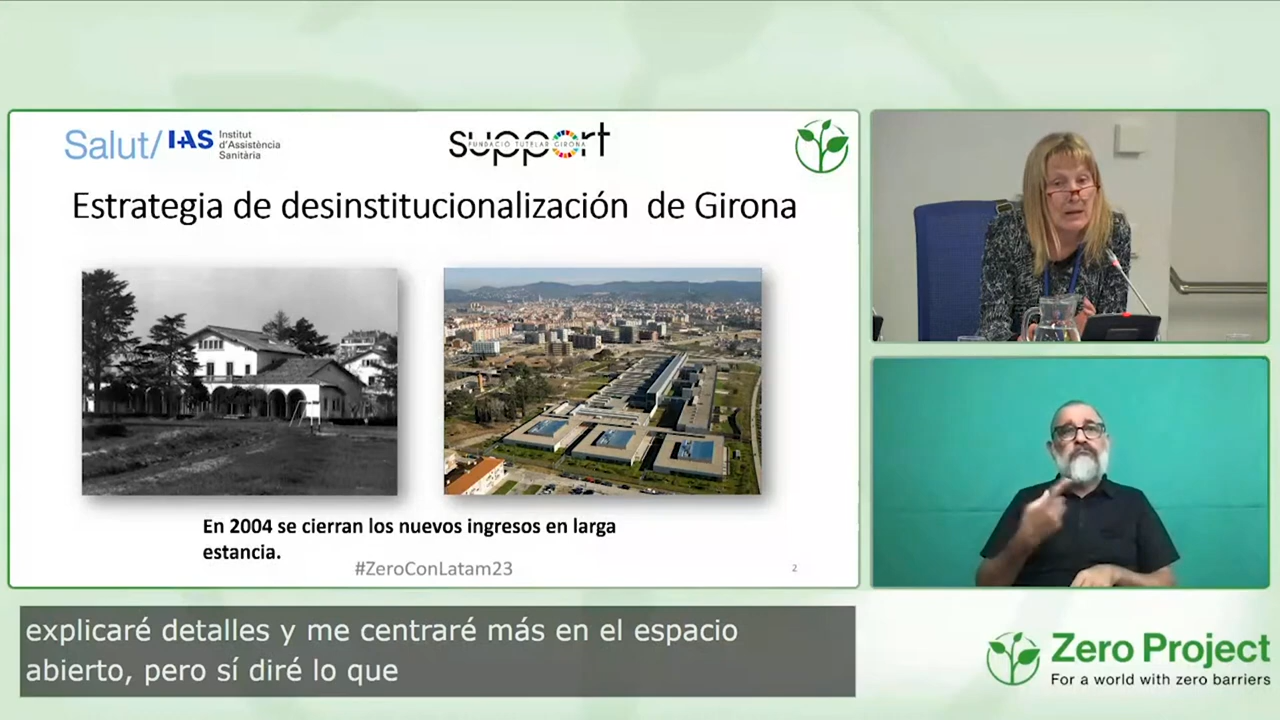 Salut/ IAS Institut
d'Assistència
Sanitària
support
FUNDACIÓ TUTELAR GIRONA
Estrategia de desinstitucionalización de Girona
En 2004 se cierran los nuevos ingresos en larga
estancia.
#ZeroConLatam23
2
explicaré detalles y me centraré más en el espacio
abierto, pero sí diré lo que
Zero Project
For a world with zero barriers